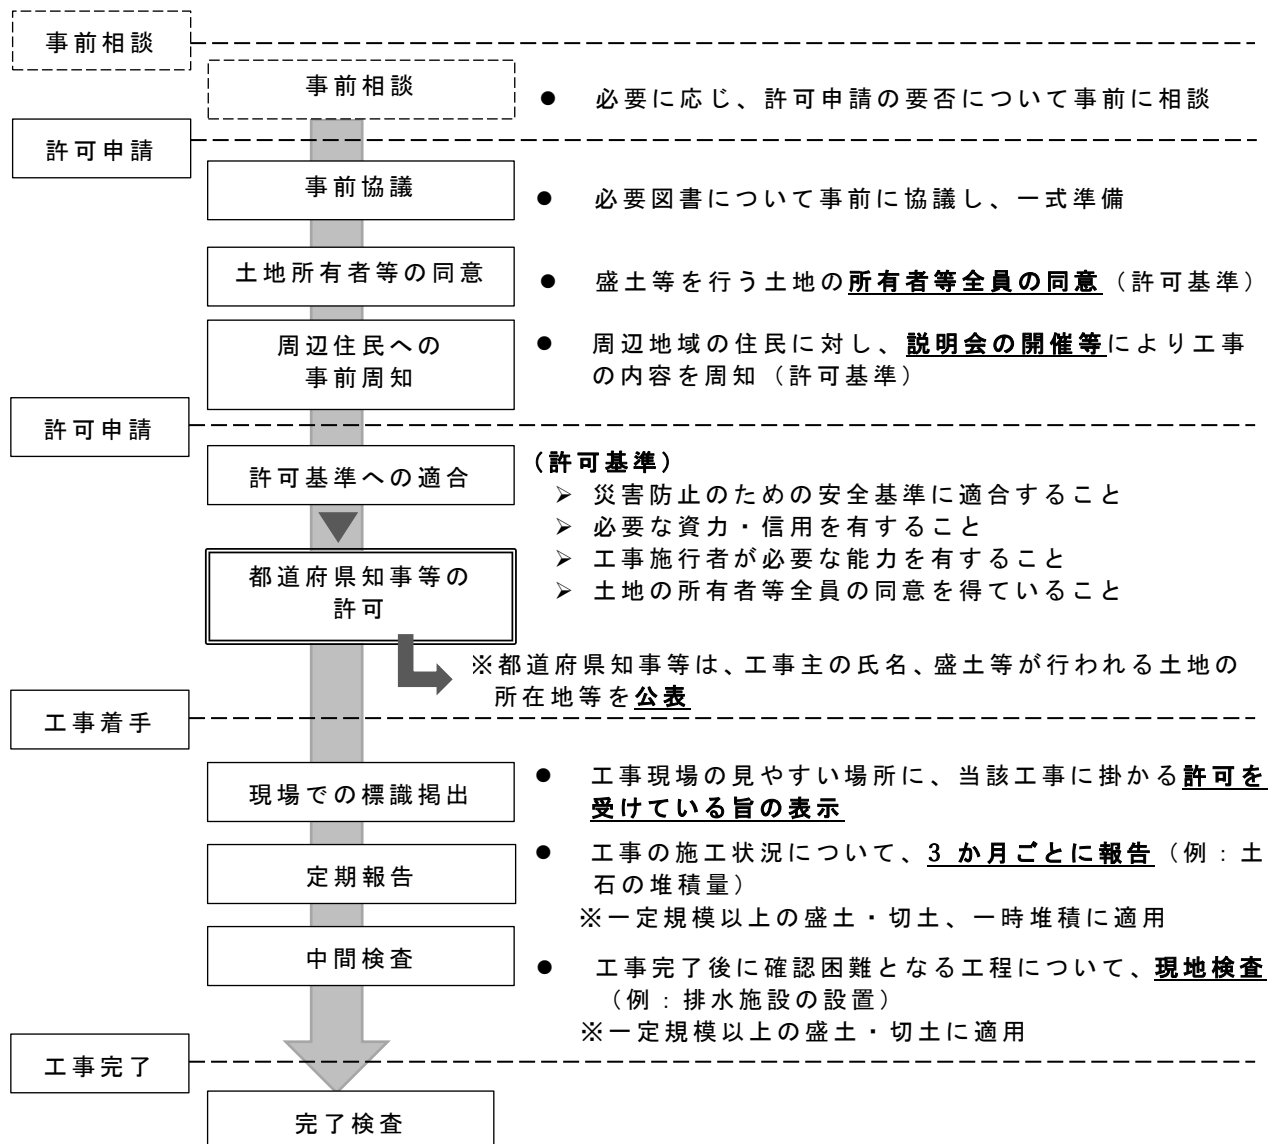 事前相談
事前相談
● 必要に応じ、許可申請の要否について事前に相談
許可申請
事前協議
● 必要図書について事前に協議し、一式準備
土地所有者等の同意
● 盛土等を行う土地の所有者等全員の同意（許可基準）
周辺住民への
事前周知
● 周辺地域の住民に対し、説明会の開催等により工事
の内容を周知（許可基準）
許可申請
許可基準への適合
（許可基準）
➢ 災害防止のための安全基準に適合すること
➢ 必要な資力・信用を有すること
➢ 工事施行者が必要な能力を有すること
➢ 土地の所有者等全員の同意を得ていること
都道府県知事等の
許可
※都道府県知事等は、工事主の氏名、盛土等が行われる土地の
所在地等を公表
工事着手
現場での標識掲出
● 工事現場の見やすい場所に、当該工事に掛かる許可を
受けている旨の表示
定期報告
● 工事の施工状況について、3 か月ごとに報告（例：土
石の堆積量）
※一定規模以上の盛土・切土、一時堆積に適用
中間検査
● 工事完了後に確認困難となる工程について、現地検査
（例：排水施設の設置）
※一定規模以上の盛土・切土に適用
工事完了
完了検査